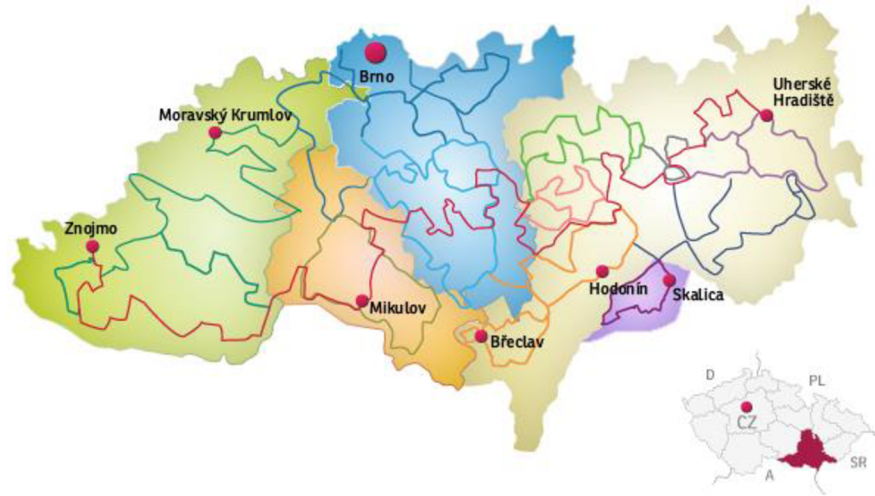 Brno
Uherské
Hradiště
Moravský Krumlov
Znojmo
Hodonín
Skalica
Mikulov
Břeclav
D
PL
CZ
A
SR